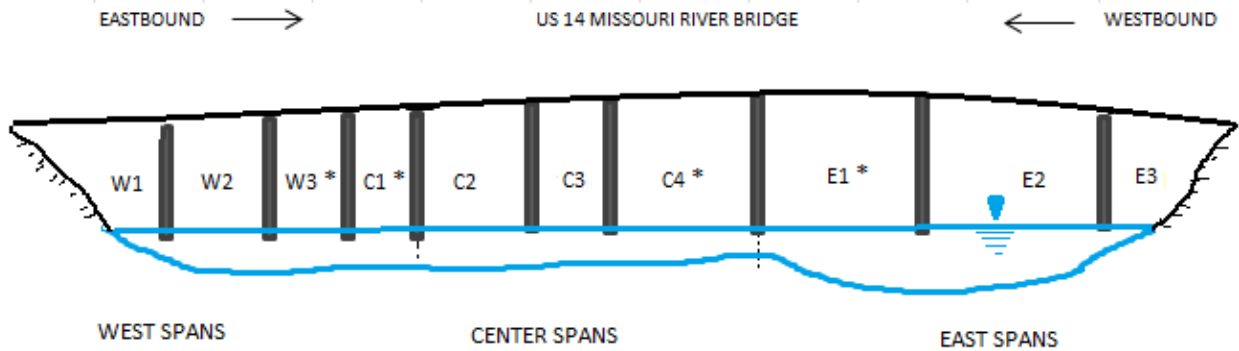 EASTBOUND → US 14 MISSOURI RIVER BRIDGE ← WESTBOUND
W1 W2 W3 * C1 * C2 C3 C4 * E1 * E2 E3
WEST SPANS CENTER SPANS EAST SPANS